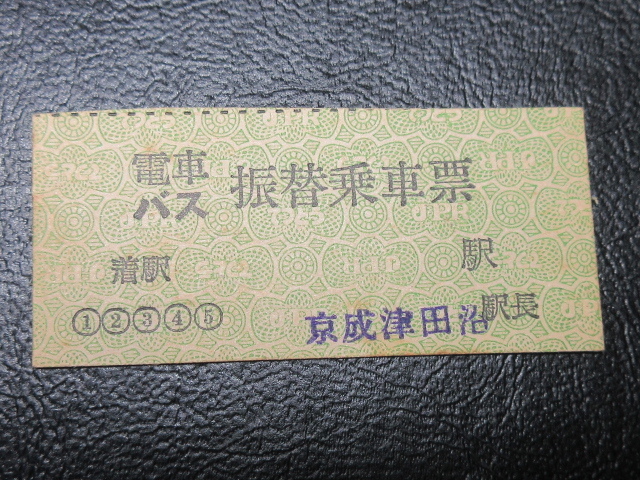 電車
バス 振替乗車票
着駅 駅
①②③④⑤ 京成津田沼駅長